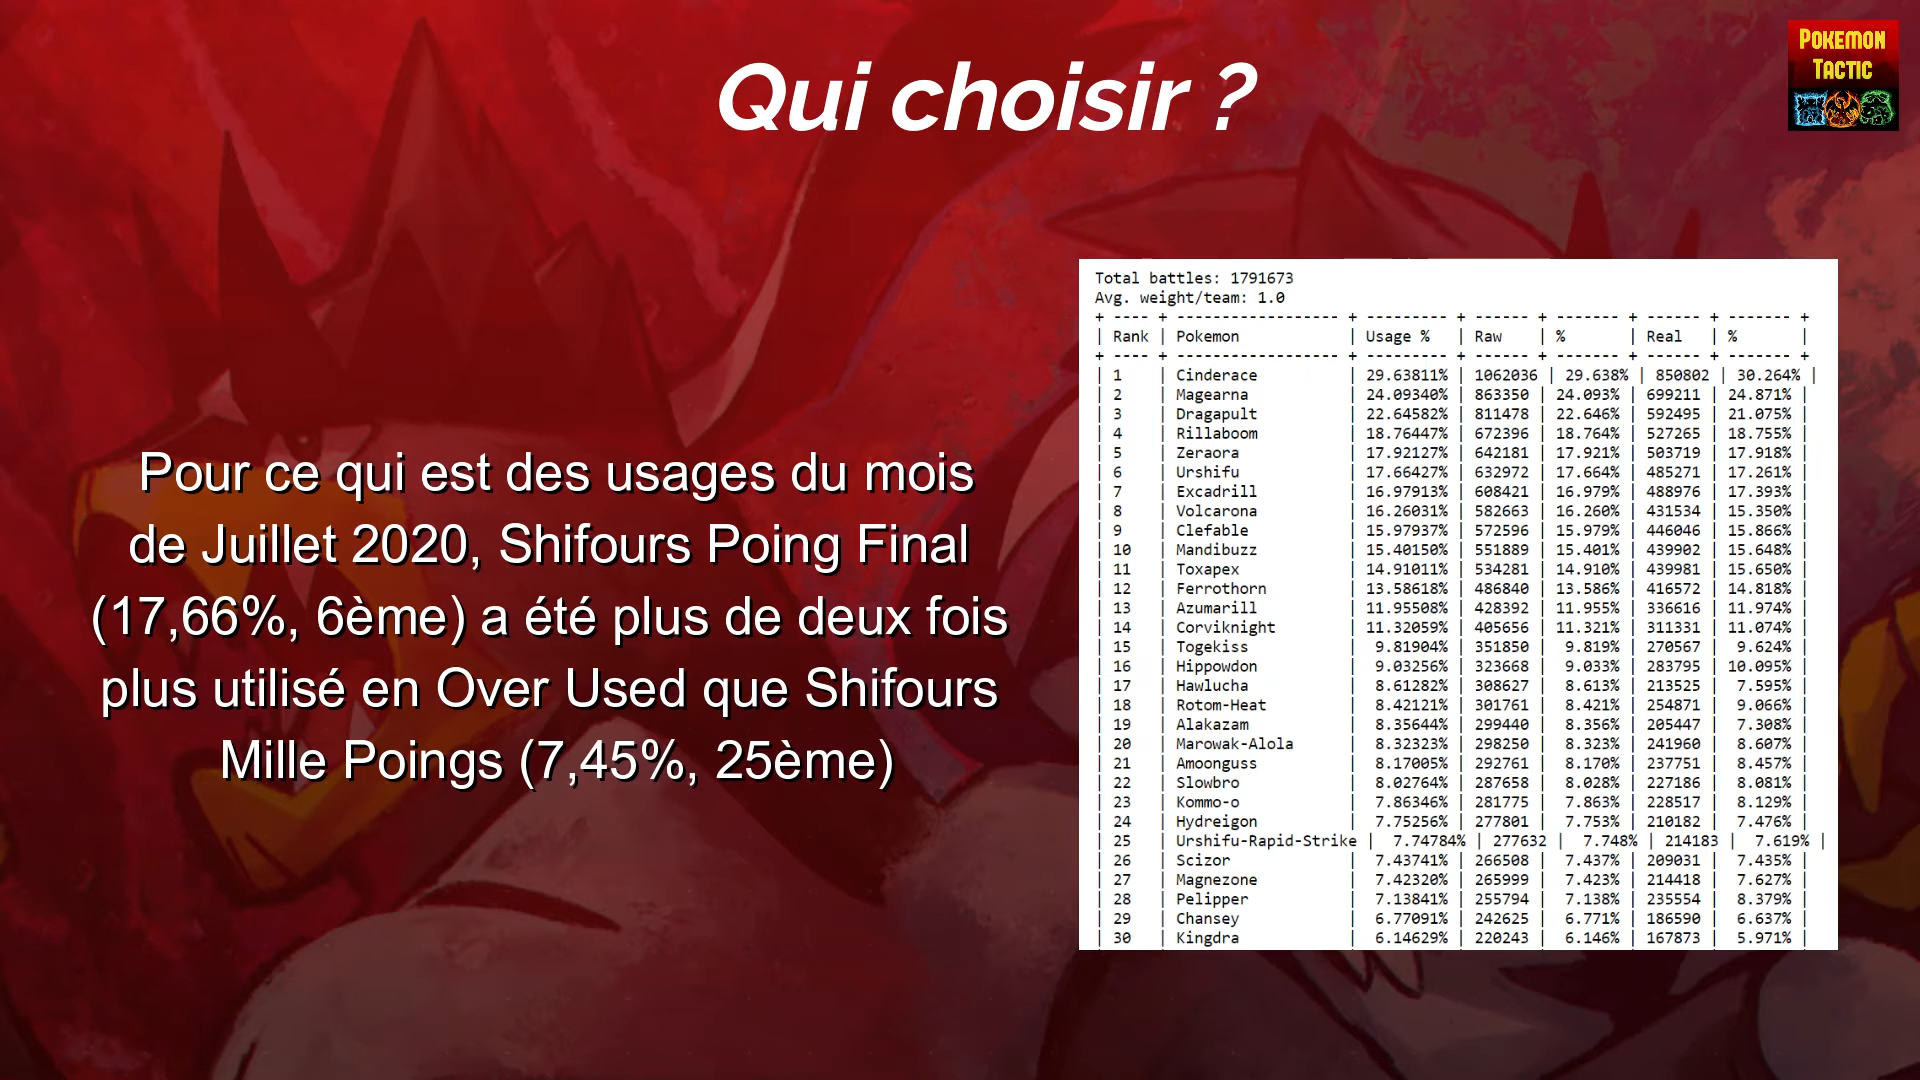 Qui choisir ?
POKEMON
TACTIC
Pour ce qui est des usages du mois
de Juillet 2020, Shifours Poing Final
(17,66%, 6ème) a été plus de deux fois
plus utilisé en Over Used que Shifours
Mille Poings (7,45%, 25ème)
Total battles: 1791673
Avg. weight/team: 1.0
+ ---- + ------------------ + --------- + ------ + ------- + ------ + ------- +
| Rank | Pokemon | Usage % | Raw | % | Real | % |
+ ---- + ------------------ + --------- + ------ + ------- + ------ + ------- +
| 1 | Cinderace | 29.63811% | 1062036 | 29.638% | 850802 | 30.264% |
| 2 | Magearna | 24.09340% | 863350 | 24.093% | 699211 | 24.871% |
| 3 | Dragapult | 22.64582% | 811478 | 22.646% | 592495 | 21.075% |
| 4 | Rillaboom | 18.76447% | 672396 | 18.764% | 527265 | 18.755% |
| 5 | Zeraora | 17.92127% | 642181 | 17.921% | 503719 | 17.918% |
| 6 | Urshifu | 17.66427% | 632972 | 17.664% | 485271 | 17.261% |
| 7 | Excadrill | 16.97913% | 608421 | 16.979% | 488976 | 17.393% |
| 8 | Volcarona | 16.26031% | 582663 | 16.260% | 431534 | 15.350% |
| 9 | Clefable | 15.97937% | 572596 | 15.979% | 446046 | 15.866% |
| 10 | Mandibuzz | 15.40150% | 551889 | 15.401% | 439902 | 15.648% |
| 11 | Toxapex | 14.91011% | 534281 | 14.910% | 439981 | 15.650% |
| 12 | Ferrothorn | 13.58618% | 486840 | 13.586% | 416572 | 14.818% |
| 13 | Azumarill | 11.95508% | 428392 | 11.955% | 336616 | 11.974% |
| 14 | Corviknight | 11.32059% | 405656 | 11.321% | 311331 | 11.074% |
| 15 | Togekiss | 9.81904% | 351850 | 9.819% | 270567 | 9.624% |
| 16 | Hippowdon | 9.03256% | 323668 | 9.033% | 283795 | 10.095% |
| 17 | Hawlucha | 8.61282% | 308627 | 8.613% | 213525 | 7.595% |
| 18 | Rotom-Heat | 8.42121% | 301761 | 8.421% | 254871 | 9.066% |
| 19 | Alakazam | 8.35644% | 299440 | 8.356% | 205447 | 7.308% |
| 20 | Marowak-Alola | 8.32323% | 298250 | 8.323% | 241960 | 8.607% |
| 21 | Amoonguss | 8.17005% | 292761 | 8.170% | 237751 | 8.457% |
| 22 | Slowbro | 8.02764% | 287658 | 8.028% | 227186 | 8.081% |
| 23 | Kommo-o | 7.86346% | 281775 | 7.863% | 228517 | 8.129% |
| 24 | Hydreigon | 7.75256% | 277801 | 7.753% | 210182 | 7.476% |
| 25 | Urshifu-Rapid-Strike | 7.74784% | 277632 | 7.748% | 214183 | 7.619% |
| 26 | Scizor | 7.43741% | 266508 | 7.437% | 209031 | 7.435% |
| 27 | Magnezone | 7.42320% | 265999 | 7.423% | 214418 | 7.627% |
| 28 | Pelipper | 7.13841% | 255794 | 7.138% | 235554 | 8.379% |
| 29 | Chansey | 6.77091% | 242625 | 6.771% | 186590 | 6.637% |
| 30 | Kingdra | 6.14629% | 220243 | 6.146% | 167873 | 5.971% |